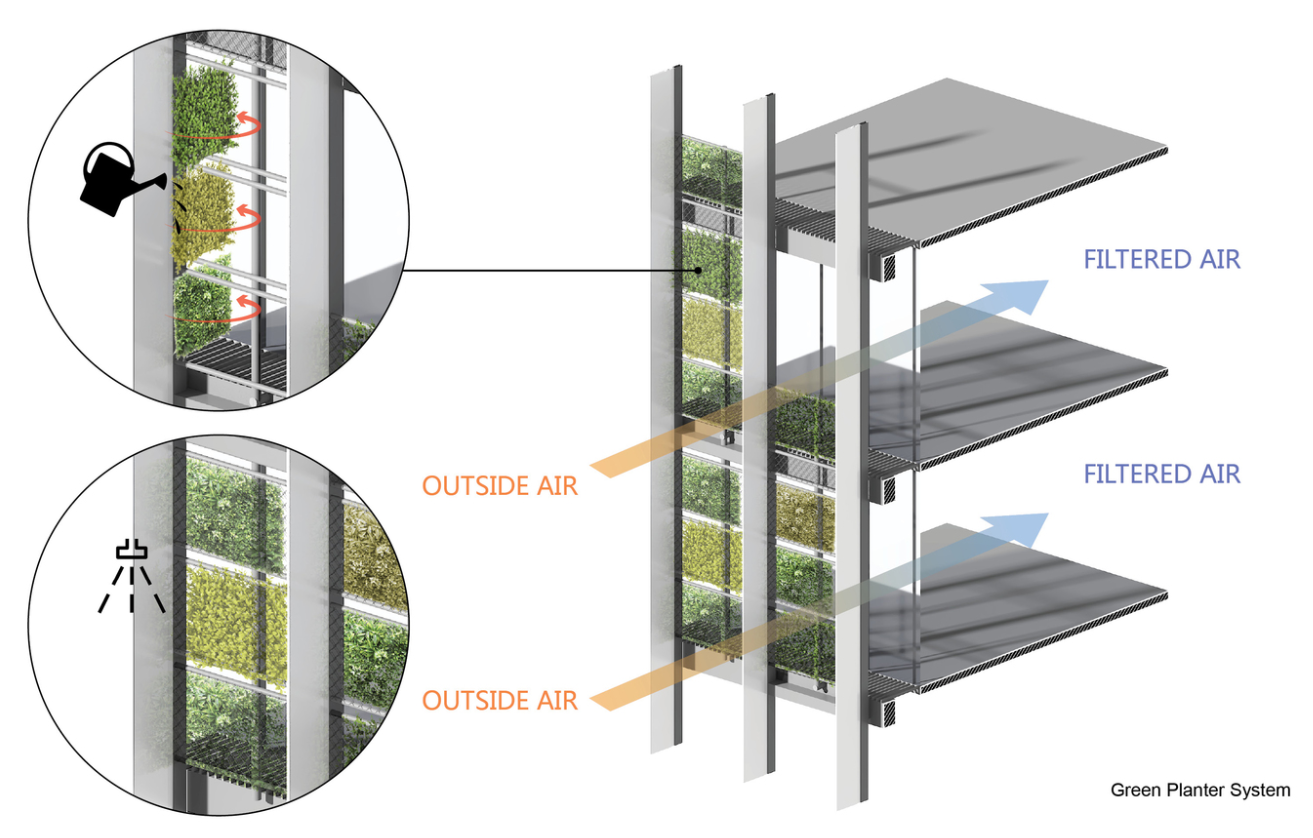 FILTERED AIR
OUTSIDE AIR
FILTERED AIR
OUTSIDE AIR
Green Planter System